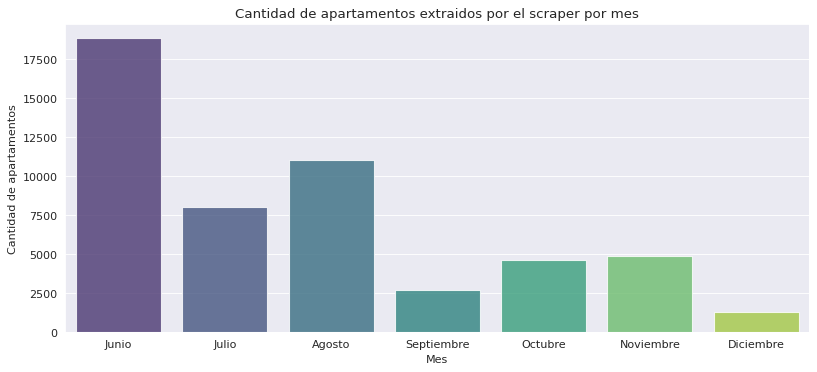 Cantidad de apartamentos extraidos por el scraper por mes
Cantidad de apartamentos
17500
15000
12500
10000
7500
5000
2500
0
Junio Julio Agosto Septiembre Octubre Noviembre Diciembre
Mes